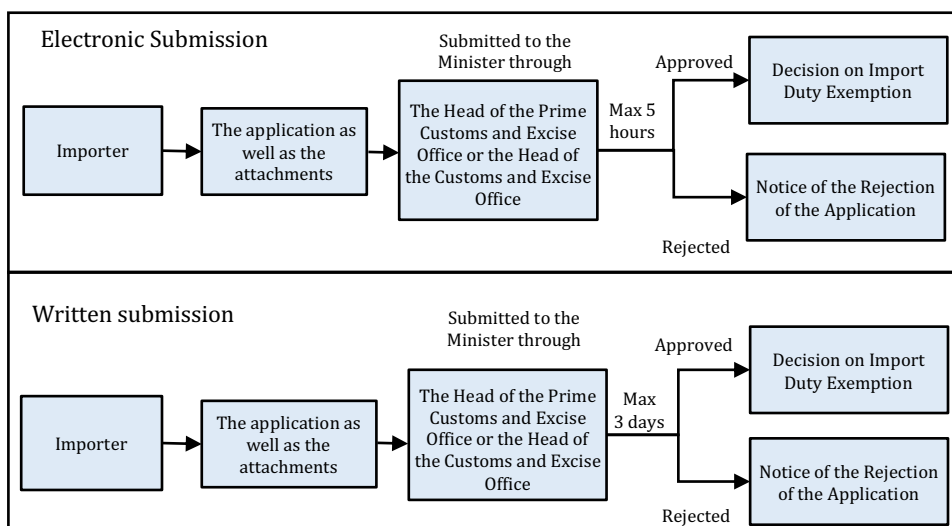 Electronic Submission
Submitted to the
Minister through
Importer
The application as
well as the
attachments
The Head of the Prime
Customs and Excise
Office or the Head of
the Customs and Excise
Office
Max 5
hours
Approved
Decision on Import
Duty Exemption
Notice of the Rejection
of the Application
Rejected
Written submission
Submitted to the
Minister through
Importer
The application as
well as the
attachments
The Head of the Prime
Customs and Excise
Office or the Head of
the Customs and Excise
Office
Max
3 days
Approved
Decision on Import
Duty Exemption
Notice of the Rejection
of the Application
Rejected